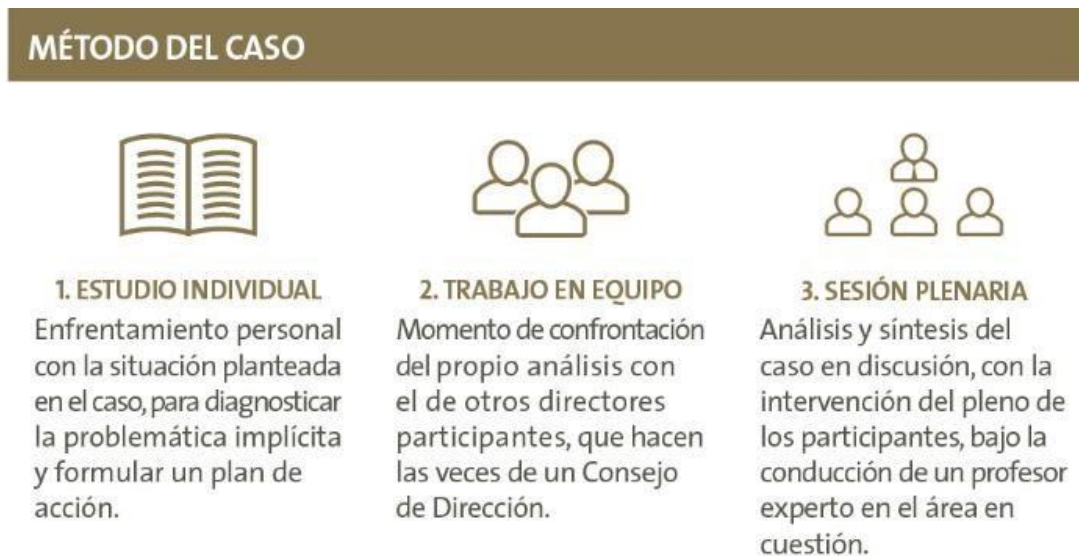 MÉTODO DEL CASO
1. ESTUDIO INDIVIDUAL
Enfrentamiento personal
con la situación planteada
en el caso, para diagnosticar
la problemática implícita
y formular un plan de
acción.
2. TRABAJO EN EQUIPO
Momento de confrontación
del propio análisis con
el de otros directores
participantes, que hacen
las veces de un Consejo
de Dirección.
3. SESIÓN PLENARIA
Análisis y síntesis del
caso en discusión, con la
intervención del pleno de
los participantes, bajo la
conducción de un profesor
experto en el área en
cuestión.